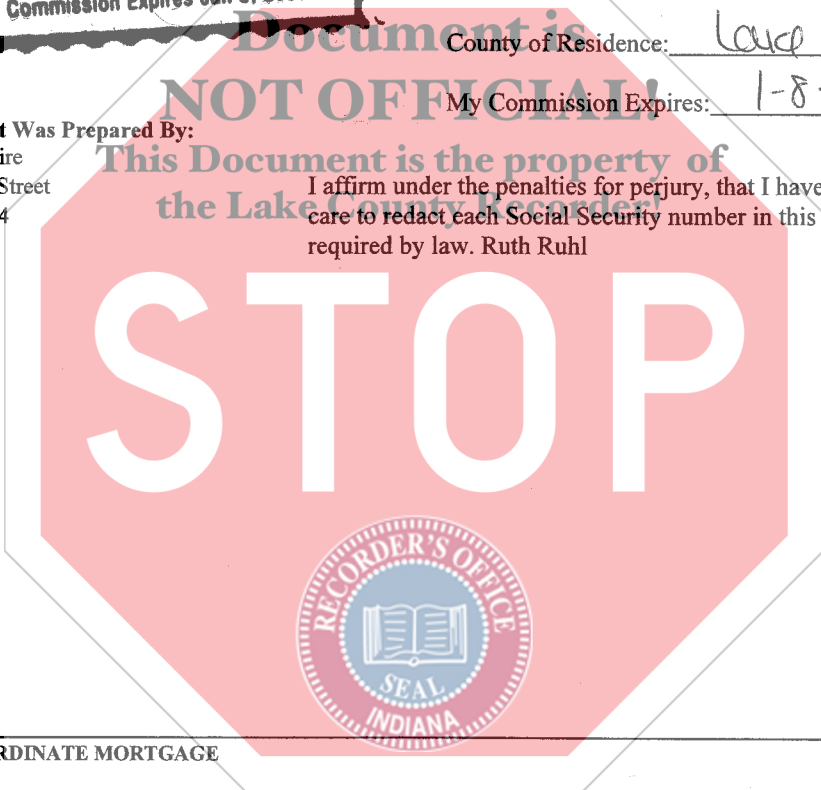 Commission Expires Jan
Document is
County of Residence: Lake
NOT OFFICIAL!
My Commission Expires: 1-8-
t Was Prepared By:
ire
This Document is the property of
Street
I affirm under the penalties for perjury, that I have
the Lake County Recorder!
4
care to redact each Social Security number in this
required by law. Ruth Ruhl
STOP
RECORDER'S OFFICE
SEAL
INDIANA
RDINATE MORTGAGE